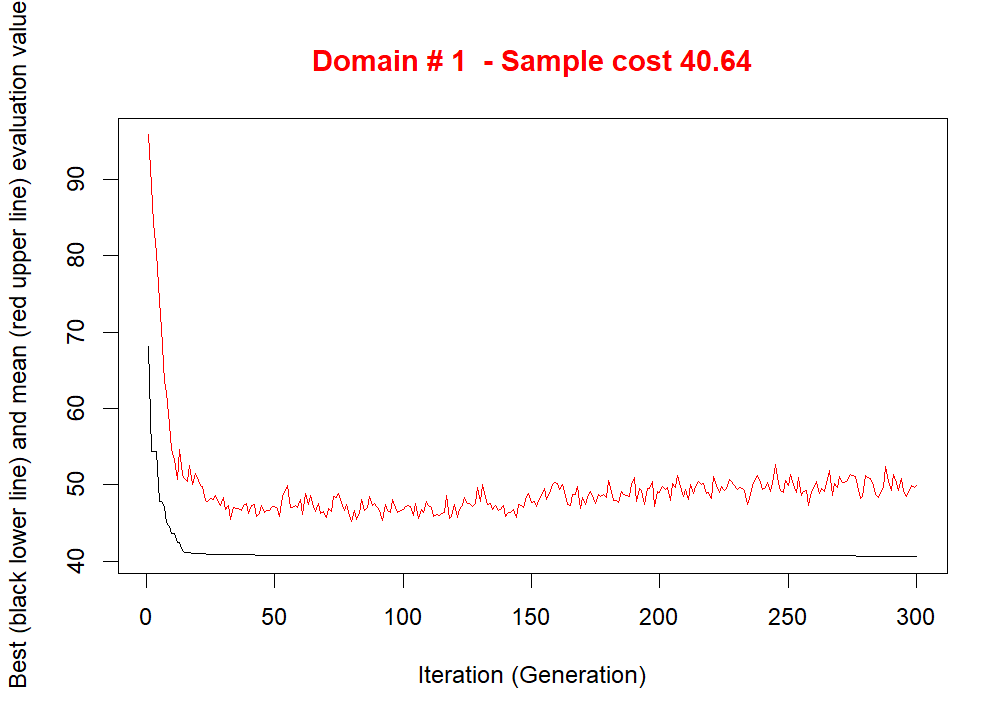 Domain # 1  - Sample cost 40.64
Best (black lower line) and mean (red upper line) evaluation value
90
80
70
60
50
40
0 50 100 150 200 250 300
Iteration (Generation)